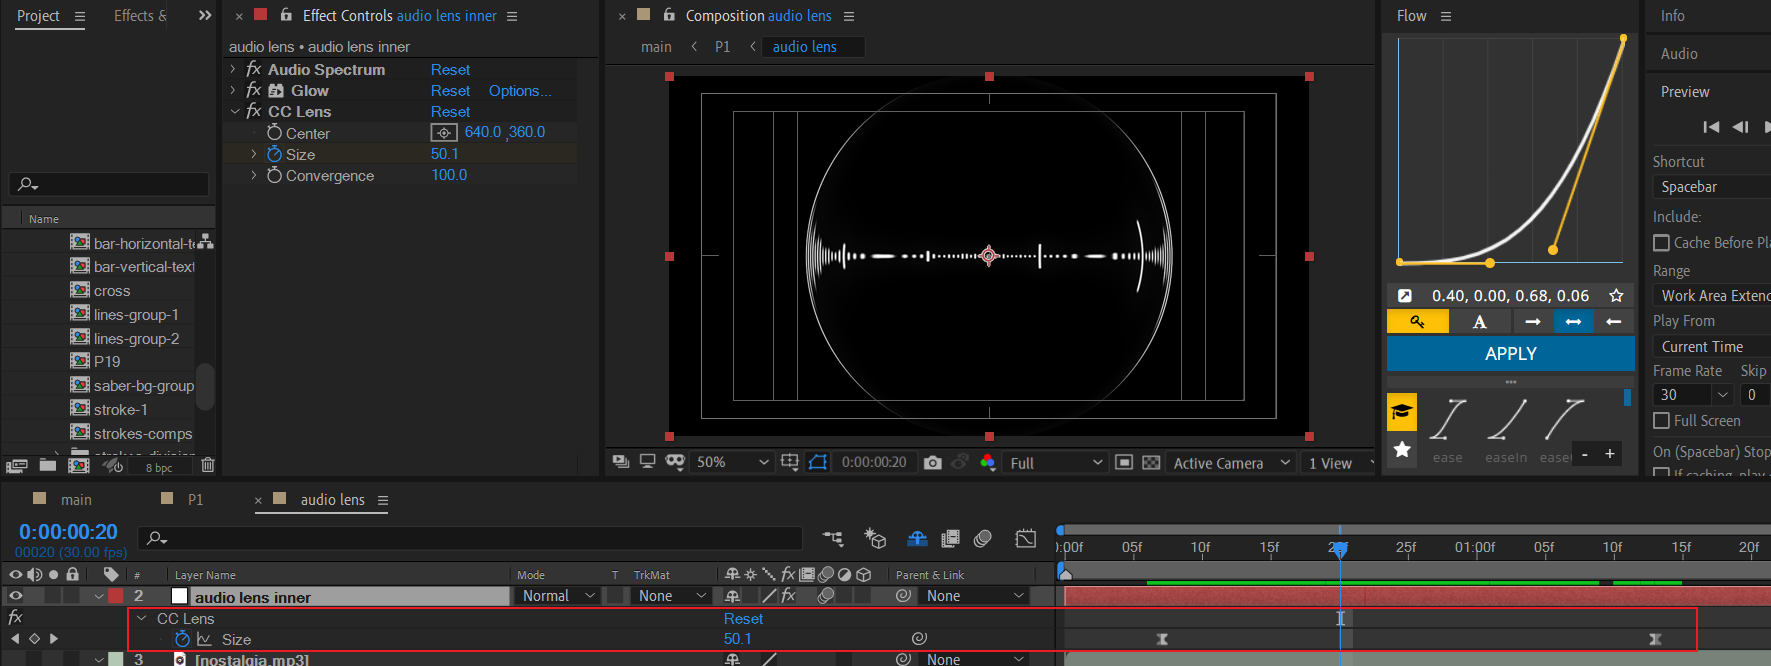 Project
Effects &
Effect Controls audio lens inner
audio lens • audio lens inner
fx Audio Spectrum Reset
fx Glow Reset Options...
fx CC Lens Reset
Center 640.0 ,360.0
Size 50.1
Convergence 100.0
Name
bar-horizontal-te
bar-vertical-text
cross
lines-group-1
lines-group-2
P19
saber-bg-group
stroke-1
strokes-comps
8 bpc
Composition audio lens
main P1 audio lens
50% 0:00:00:20 Full Active Camera 1 View
Flow
0.40, 0.00, 0.68, 0.06
A
APPLY
ease easeIn ease
- +
Info
Audio
Preview
Shortcut
Spacebar
Include:
Cache Before Pla
Range
Work Area Extend
Play From
Current Time
Frame Rate Skip
30 0
Full Screen
On (Spacebar) Stop
If caching, play
main P1 audio lens
0:00:00:20
00020 (30.00 fps)
):00f 05f 10f 15f 20f 25f 01:00f 05f 10f 15f 20f
# Layer Name Mode T TrkMat fx Parent & Link
2 audio lens inner Normal None fx None
fx CC Lens Reset
Size 50.1
3 [nostalgia.mp3] None